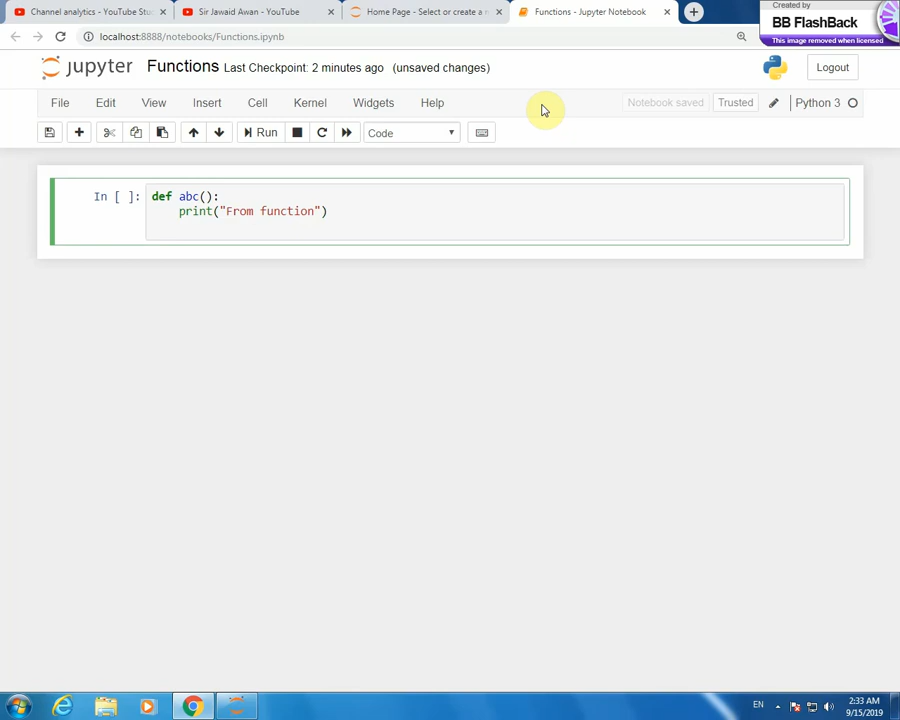 Channel analytics - YouTube Stu
Sir Jawaid Awan - YouTube
Home Page - Select or create a n
Functions - Jupyter Notebook
Created by
BB FlashBack
This image removed when licensed
localhost:8888/notebooks/Functions.ipynb
jupyter Functions Last Checkpoint: 2 minutes ago (unsaved changes)
Logout
File Edit View Insert Cell Kernel Widgets Help
Notebook saved Trusted Python 3
Run Code
In [ ]: def abc():
print("From function")
EN
2:33 AM
9/15/2019